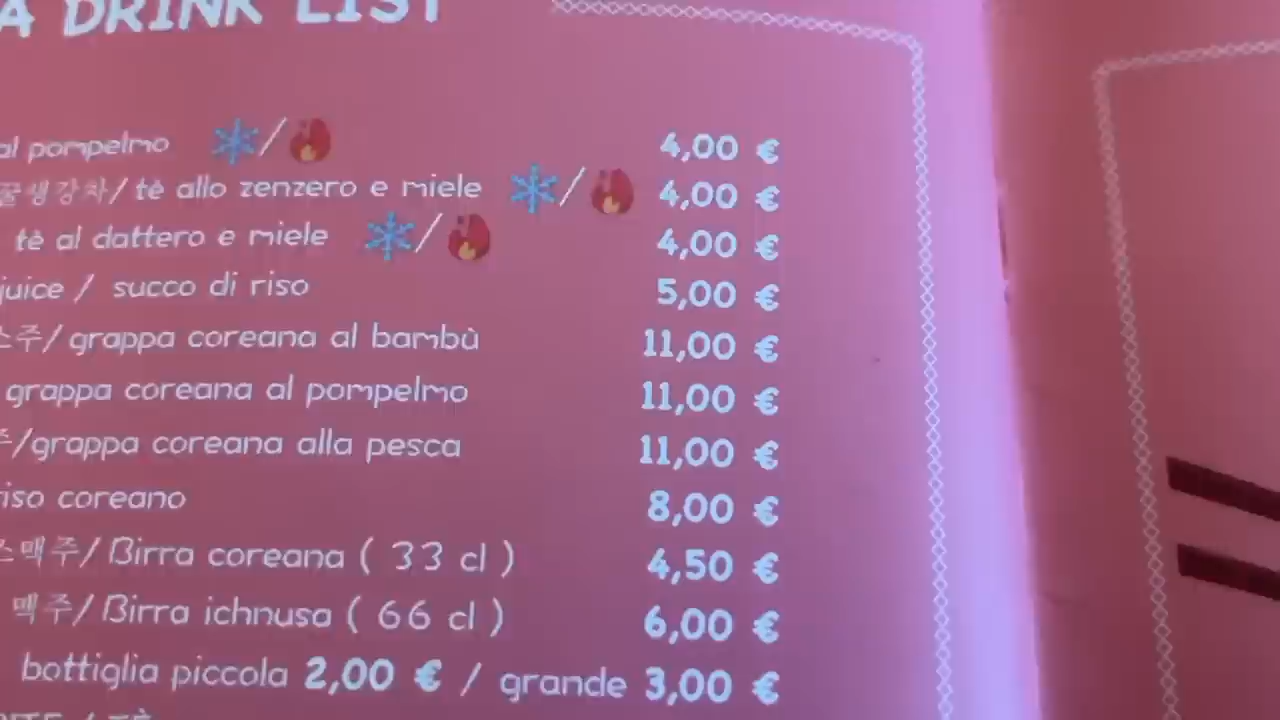 A DRINK LIST
al pompelmo / 4,00 €
꿀생강차/ tè allo zenzero e miele / 4,00 €
tè al dattero e miele / 4,00 €
juice / succo di riso 5,00 €
소주/ grappa coreana al bambù 11,00 €
grappa coreana al pompelmo 11,00 €
주/grappa coreana alla pesca 11,00 €
riso coreano 8,00 €
맥주/ Birra coreana ( 33 cl ) 4,50 €
맥주/ Birra ichnusa ( 66 cl ) 6,00 €
bottiglia piccola 2,00 € / grande 3,00 €